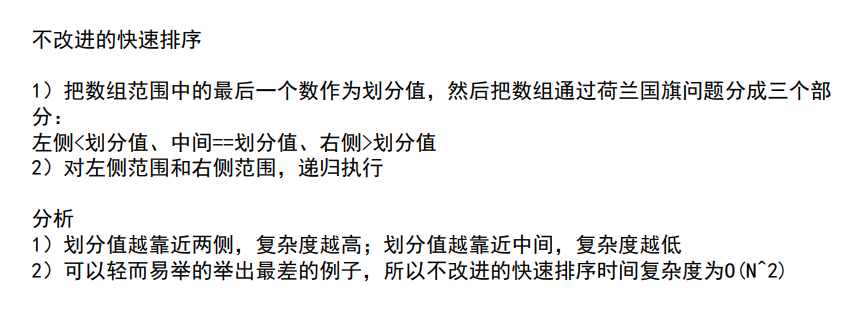 不改进的快速排序
1）把数组范围中的最后一个数作为划分值，然后把数组通过荷兰国旗问题分成三个部
分：
左侧<划分值、中间==划分值、右侧>划分值
2）对左侧范围和右侧范围，递归执行
分析
1）划分值越靠近两侧，复杂度越高；划分值越靠近中间，复杂度越低
2）可以轻而易举的举出最差的例子，所以不改进的快速排序时间复杂度为O(N^2)